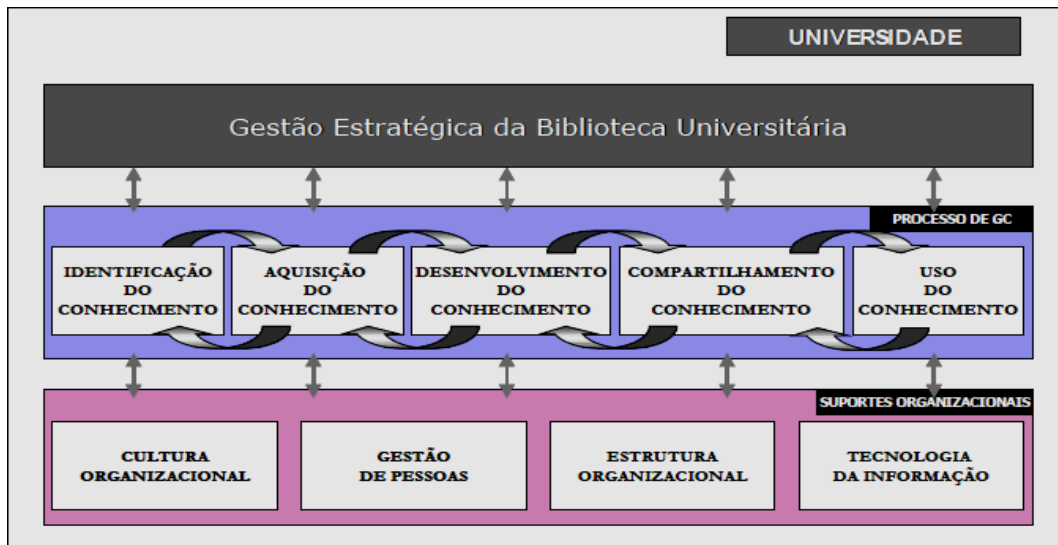 UNIVERSIDADE
Gestão Estratégica da Biblioteca Universitária
PROCESSO DE GC
IDENTIFICAÇÃO
DO
CONHECIMENTO
AQUISIÇÃO
DO
CONHECIMENTO
DESENVOLVIMENTO
DO
CONHECIMENTO
COMPARTILHAMENTO
DO
CONHECIMENTO
USO
DO
CONHECIMENTO
SUPORTES ORGANIZACIONAIS
CULTURA
ORGANIZACIONAL
GESTÃO
DE PESSOAS
ESTRUTURA
ORGANIZACIONAL
TECNOLOGIA
DA INFORMAÇÃO